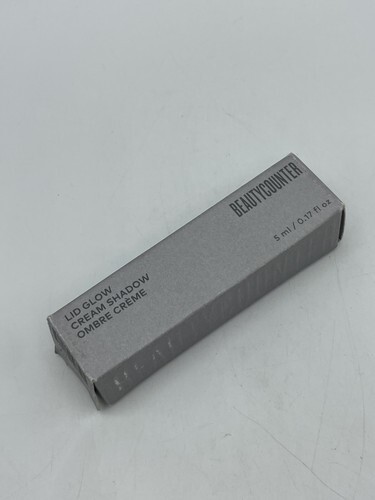 BEAUTYCOUNTER
5 ml / 0.17 fl oz
LID GLOW
CREAM SHADOW
OMBRE CRÈME